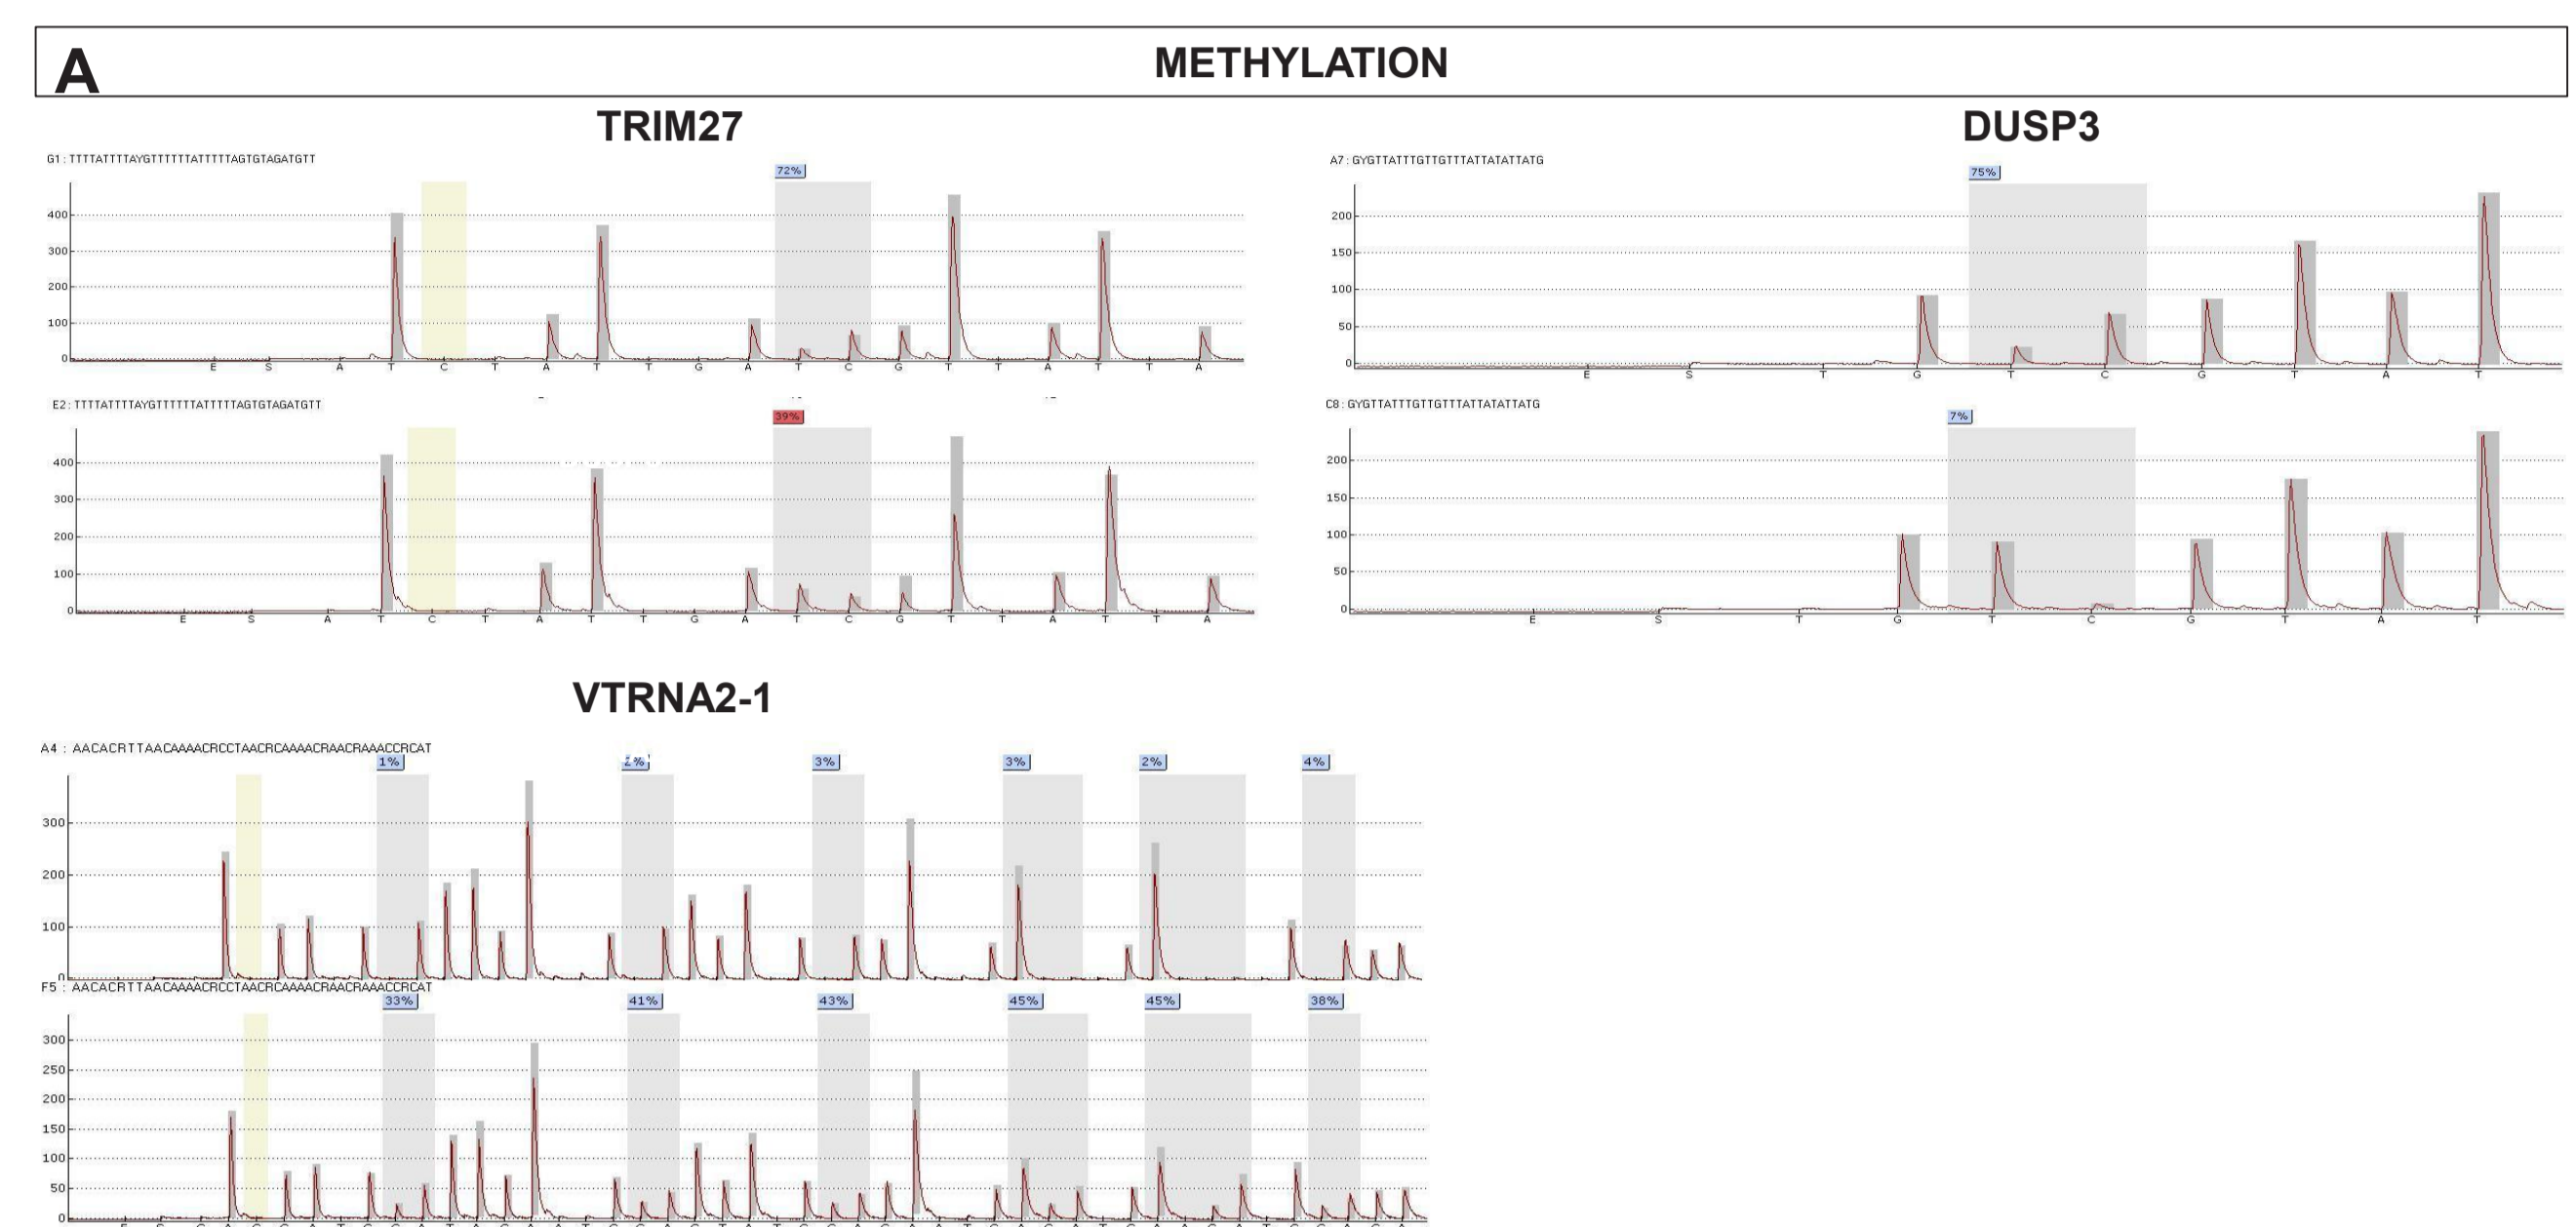 A
METHYLATION
TRIM27
G1: TTTTATTTTAYGTTTTTTATTTTTAGTGTAGATGTT
72%
400
300
200
100
0
E S A T C T A T T G A T C G T T A T T A
E2: TTTTATTTTAYGTTTTTTATTTTTAGTGTAGATGTT
39%
400
300
200
100
0
E S A T C T A T T G A T C G T T A T T A
DUSP3
A7: GYGTTATTTGTTGTTTATTATATTATG
75%
200
150
100
50
0
E S T G T C G T A T
C8: GYGTTATTTGTTGTTTATTATATTATG
7%
200
150
100
50
0
E S T G T C G T A T
VTRNA2-1
A4 : AACACRTTAACAAAACRCCTAACRCAAAACRAACRAAACCRCAT
1% 3% 3% 2% 4%
300
200
100
0
F5 : AACACRTTAACAAAACRCCTAACRCAAAACRAACRAAACCRCAT
33% 41% 43% 45% 45% 38%
300
250
200
150
100
50
0